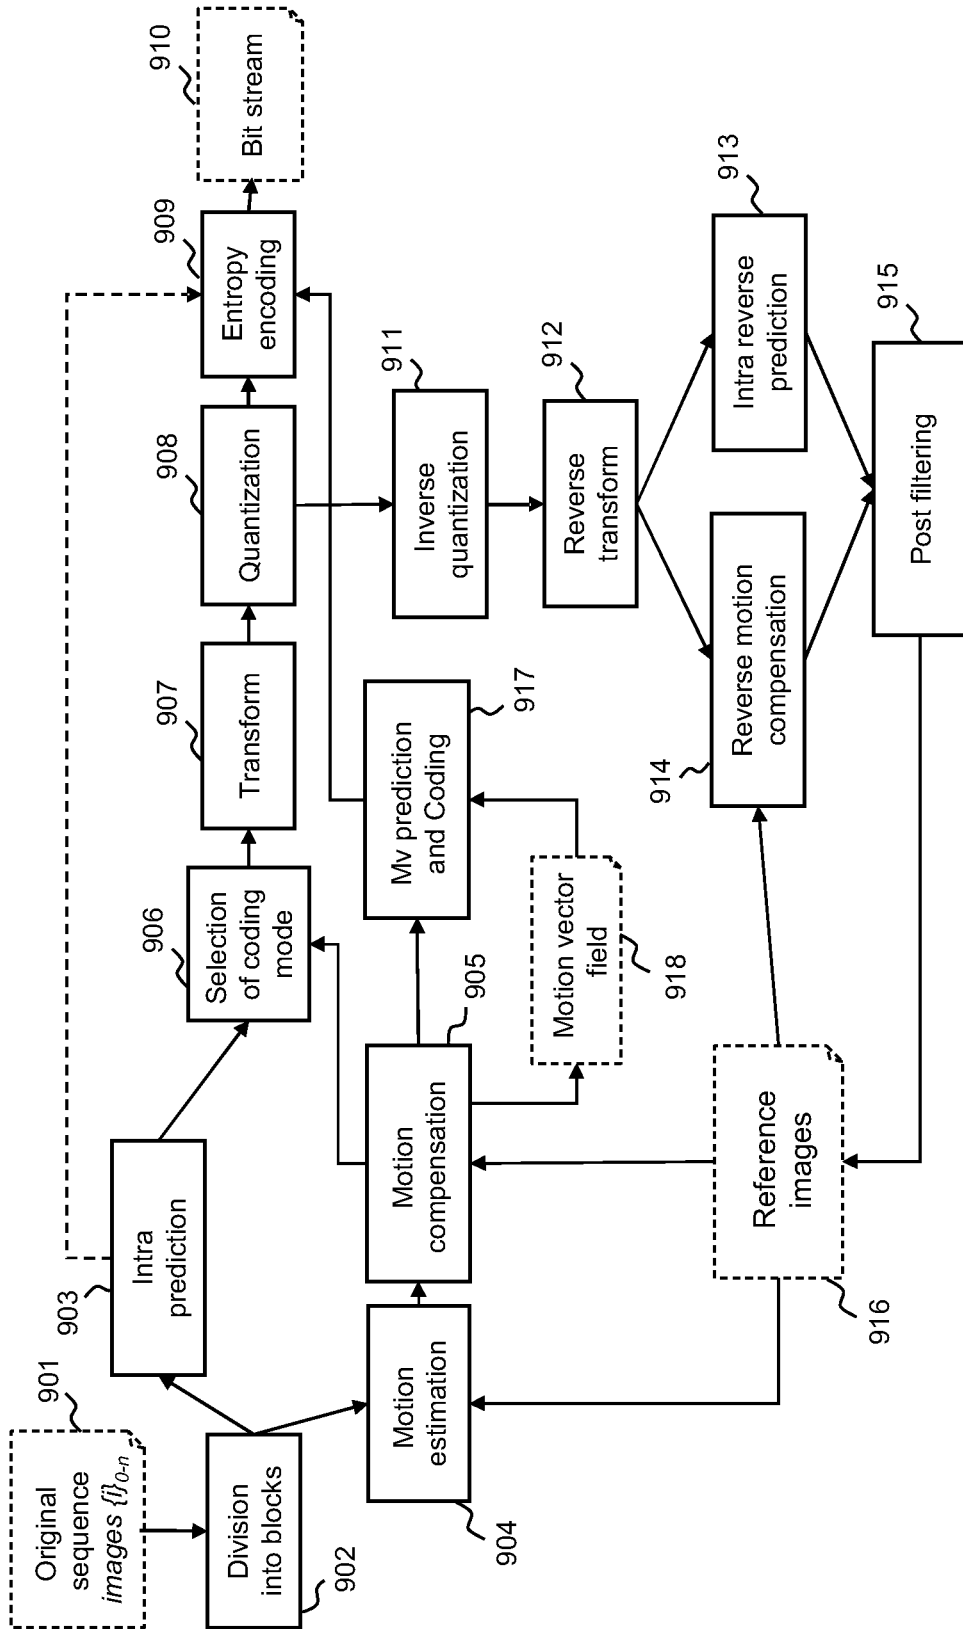 Original
sequence
images {i}0-n
901
Division
into blocks
902
Intra
prediction
903
Motion
estimation
904
Motion
compensation
905
Selection
of coding
mode
906
Transform
907
Quantization
908
Entropy
encoding
909
Bit stream
910
Inverse
quantization
911
Reverse
transform
912
Intra reverse
prediction
913
Reverse motion
compensation
914
Post filtering
915
Reference
images
916
Mv prediction
and Coding
917
Motion vector
field
918